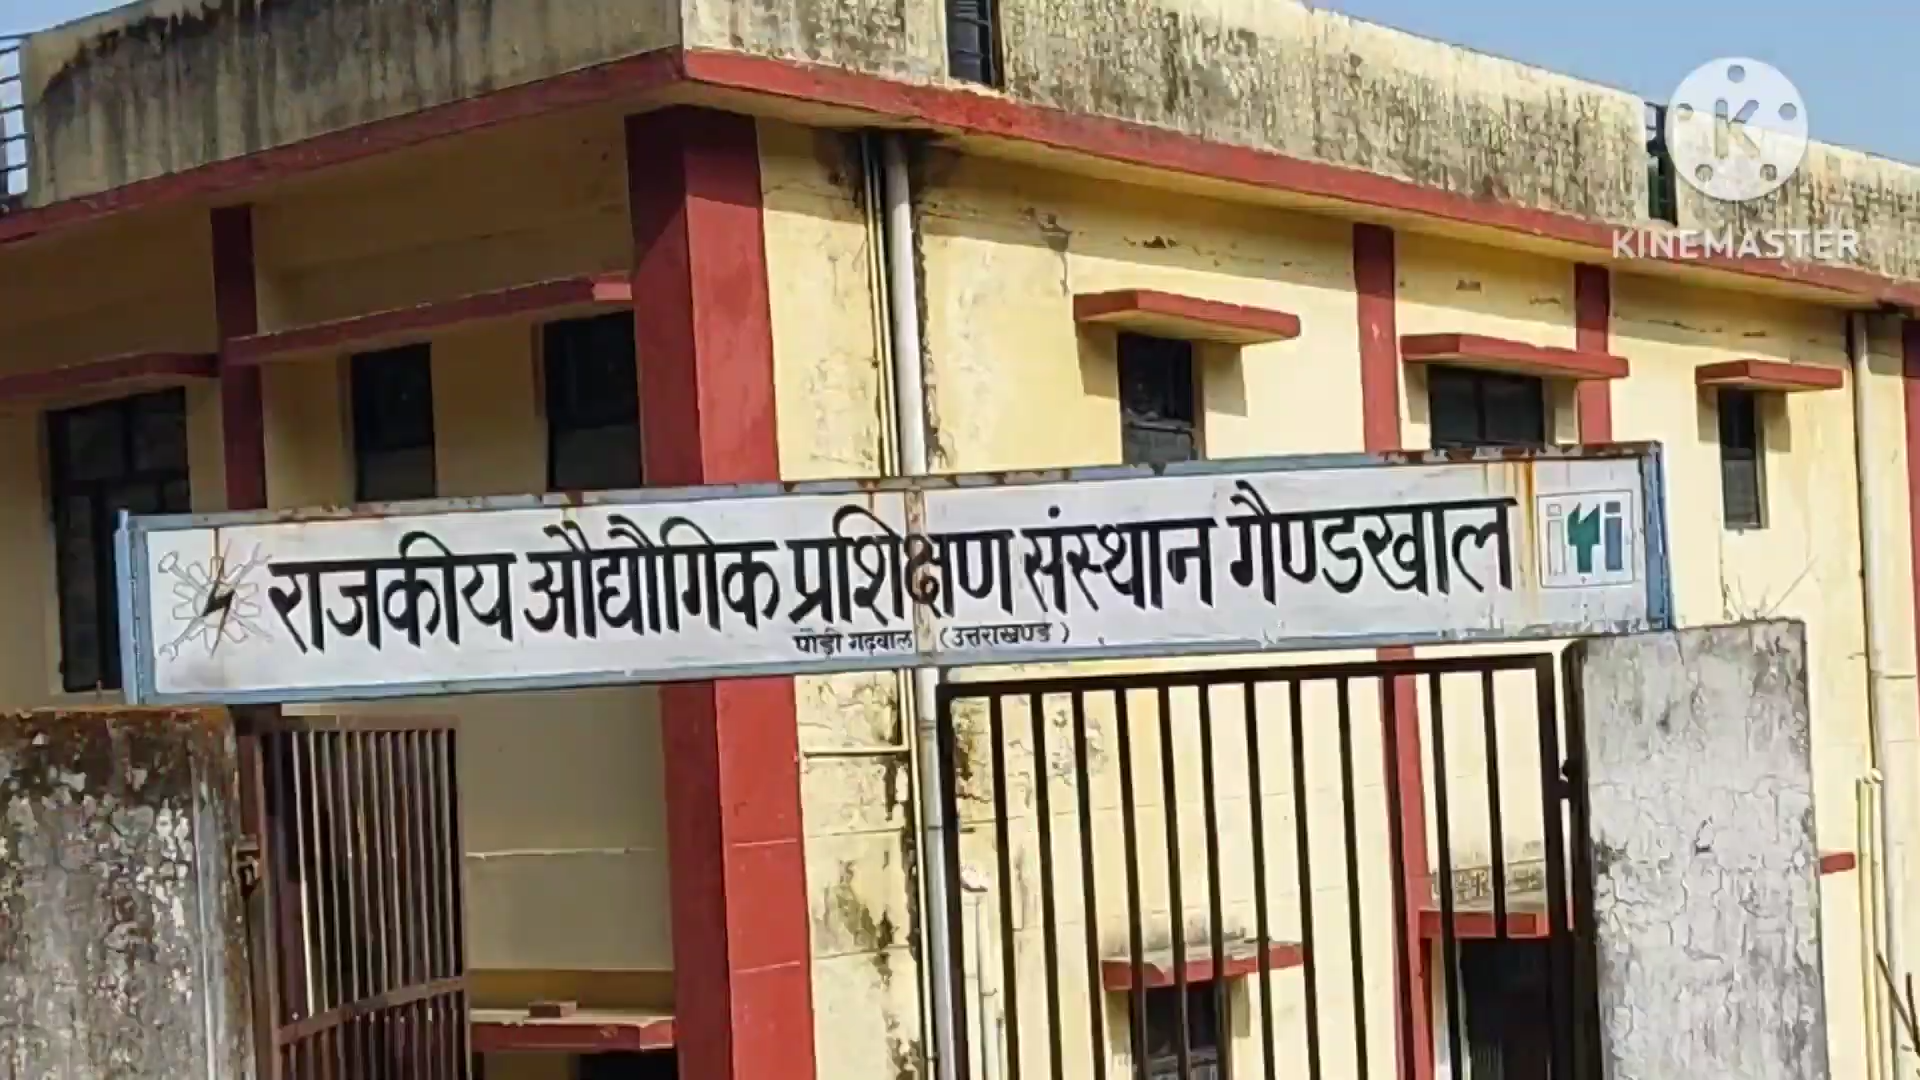 K
KINEMASTER
राजकीय औद्यौगिक प्रशिक्षण संस्थान गैण्डखाल
iti
पौड़ी गढ़वाल (उत्तराखण्ड)